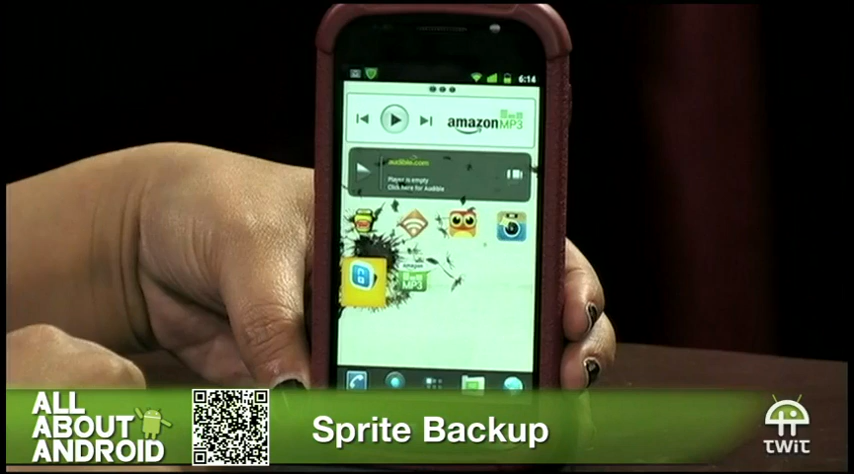 6:14
amazonMP3
audible.com
Player is empty
Click here for Audible
amazon
MP3
ALL
ABOUT
ANDROID
Sprite Backup
TWiT